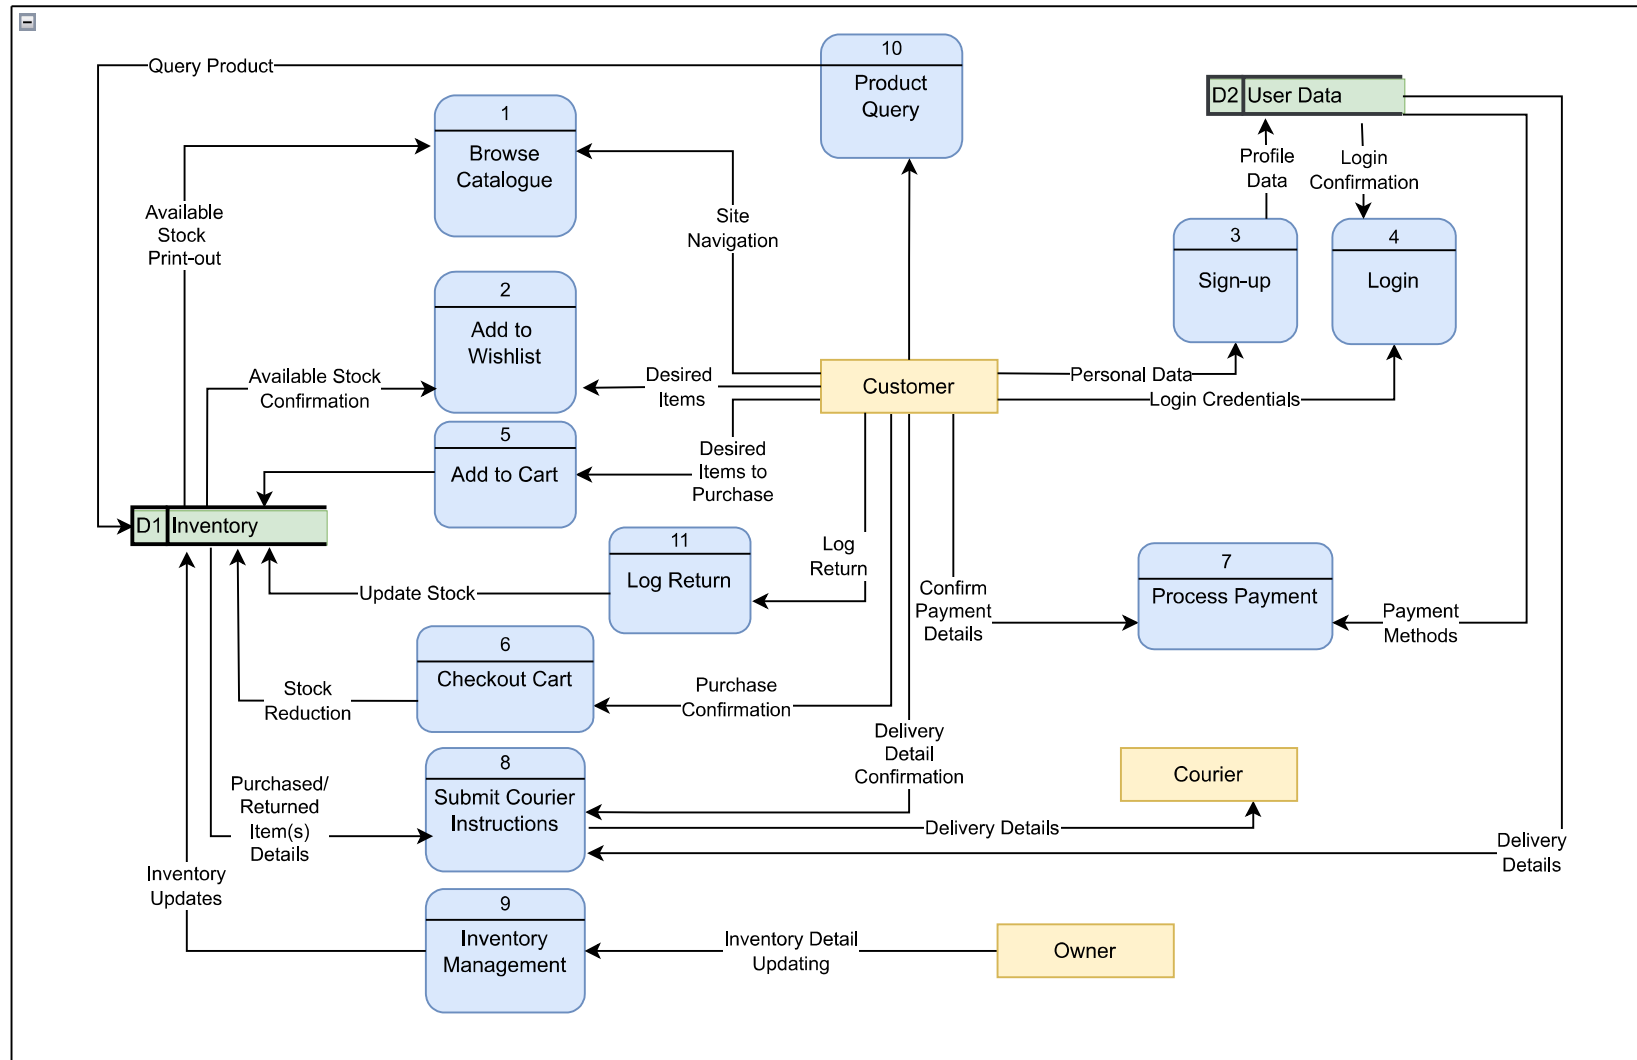 10
Product
Query
Query Product
D2 User Data
1
Browse
Catalogue
Profile
Data
Login
Confirmation
Available
Stock
Print-out
Site
Navigation
3
Sign-up
4
Login
2
Add to
Wishlist
Available Stock
Confirmation
Desired
Items
Customer
Personal Data
Login Credentials
5
Add to Cart
Desired
Items to
Purchase
D1 Inventory
11
Log Return
Log
Return
Update Stock
Confirm
Payment
Details
7
Process Payment
Payment
Methods
6
Checkout Cart
Stock
Reduction
Purchase
Confirmation
Delivery
Detail
Confirmation
8
Submit Courier
Instructions
Purchased/
Returned
Item(s)
Details
Courier
Delivery Details
Delivery
Details
Inventory
Updates
9
Inventory
Management
Inventory Detail
Updating
Owner